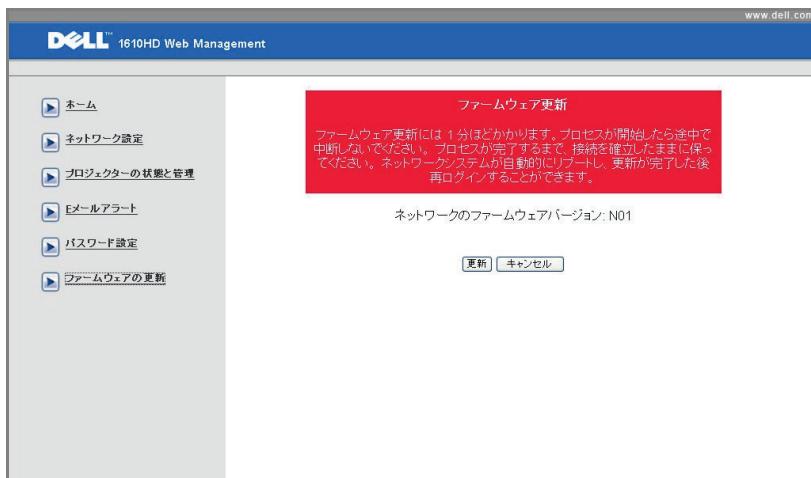 www.dell.com
DELL™ 1610HD Web Management
ホーム
ネットワーク設定
プロジェクターの状態と管理
Eメールアラート
パスワード設定
ファームウェアの更新
ファームウェア更新
ファームウェア更新には 1 分ほどかかります。プロセスが開始したら途中で
中断しないでください。プロセスが完了するまで、接続を確立したままに保っ
てください。ネットワークシステムが自動的にリブートし、更新が完了した後
再ログインすることができます。
ネットワークのファームウェアバージョン: N01
更新 キャンセル